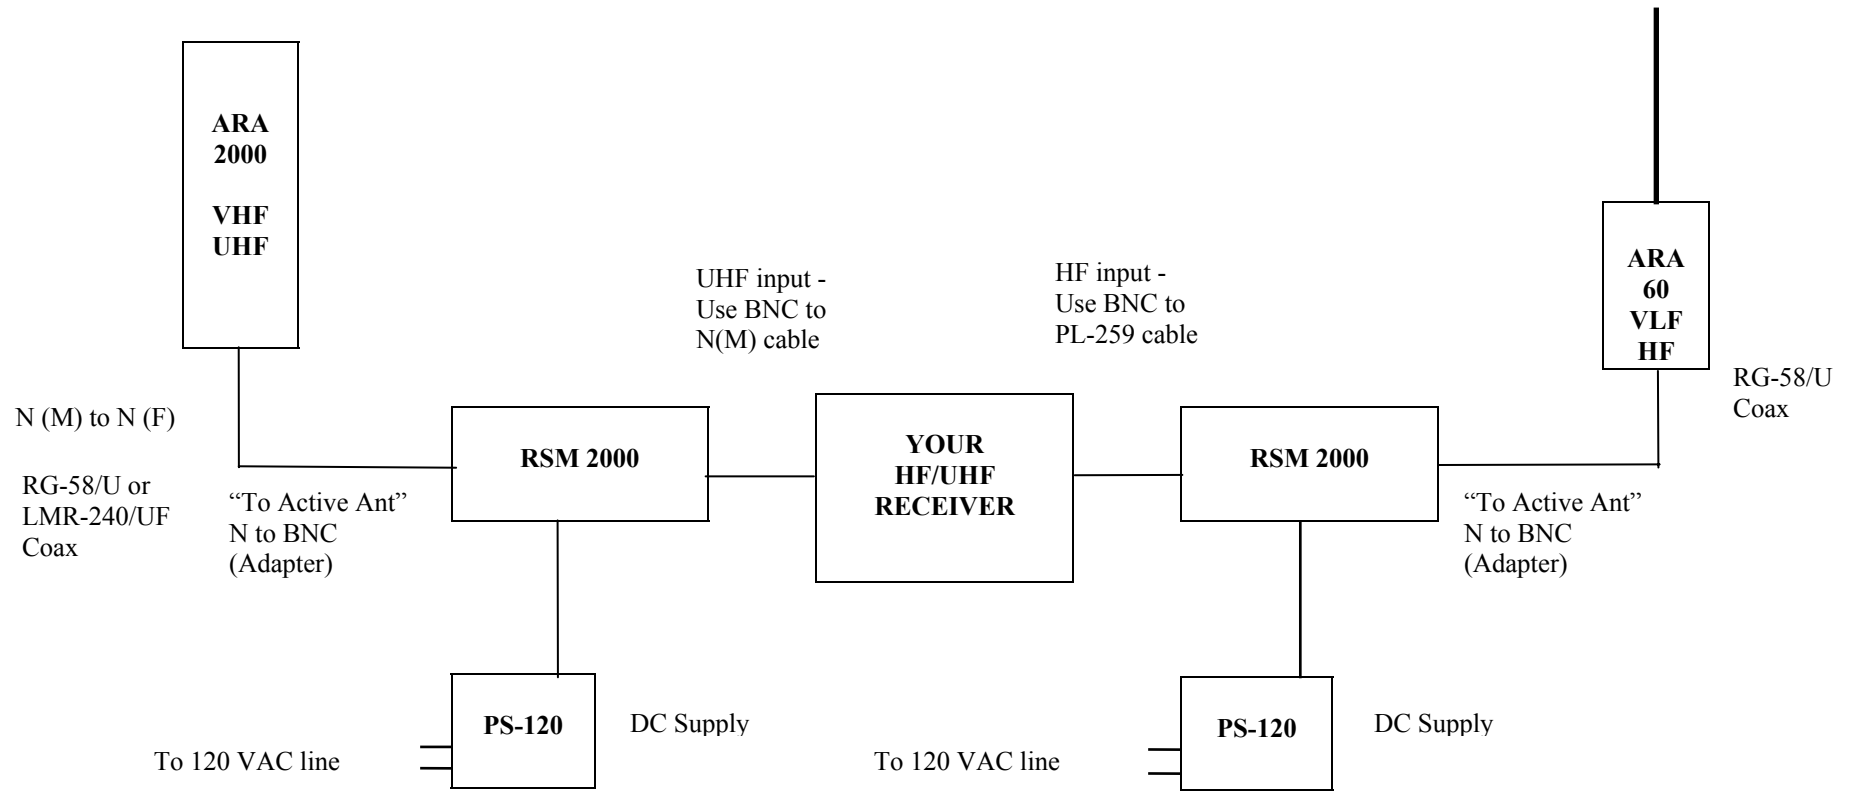 ARA
2000
VHF
UHF
UHF input -
Use BNC to
N(M) cable
HF input -
Use BNC to
PL-259 cable
ARA
60
VLF
HF
RG-58/U
Coax
N (M) to N (F)
RG-58/U or
LMR-240/UF
Coax
“To Active Ant”
N to BNC
(Adapter)
RSM 2000
YOUR
HF/UHF
RECEIVER
RSM 2000
“To Active Ant”
N to BNC
(Adapter)
PS-120
DC Supply
To 120 VAC line
PS-120
DC Supply
To 120 VAC line